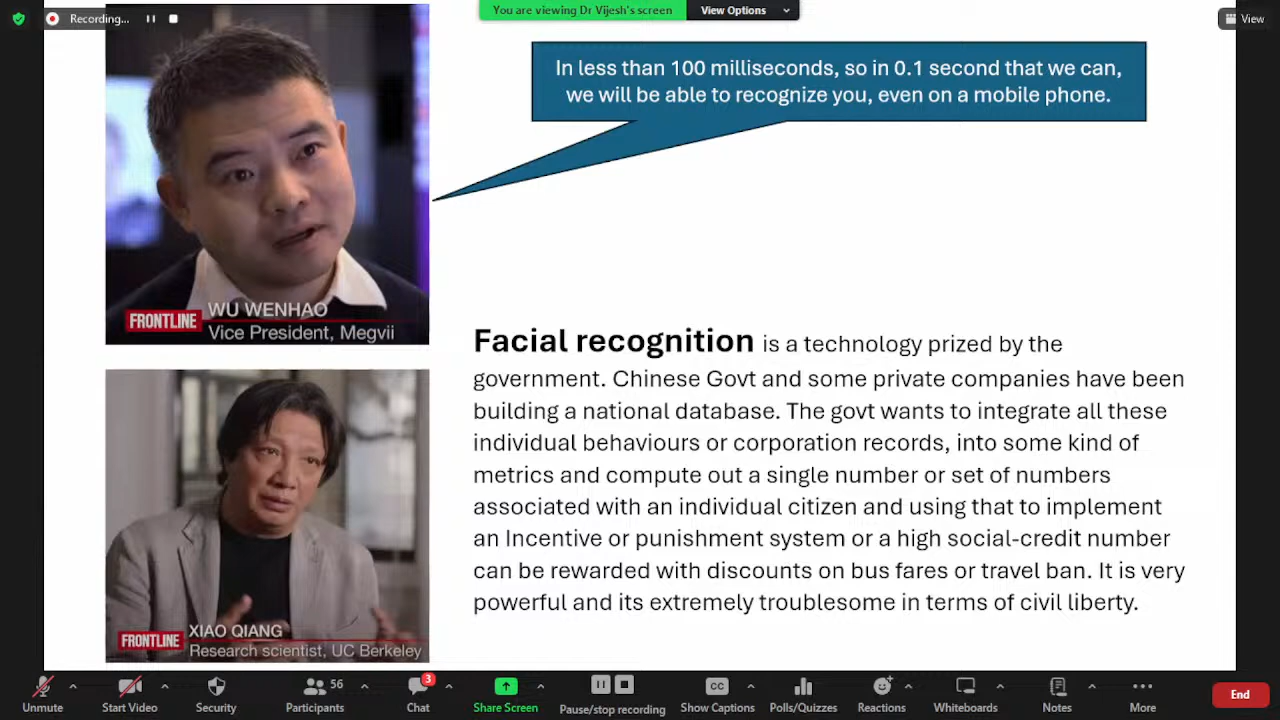 Recording...
You are viewing Dr Vijesh's screen
View Options
View
In less than 100 milliseconds, so in 0.1 second that we can,
we will be able to recognize you, even on a mobile phone.
WU WENHAO
FRONTLINE
Vice President, Megvii
Facial recognition is a technology prized by the
government. Chinese Govt and some private companies have been
building a national database. The govt wants to integrate all these
individual behaviours or corporation records, into some kind of
metrics and compute out a single number or set of numbers
associated with an individual citizen and using that to implement
an Incentive or punishment system or a high social-credit number
can be rewarded with discounts on bus fares or travel ban. It is very
powerful and its extremely troublesome in terms of civil liberty.
XIAO QIANG
FRONTLINE
Research scientist, UC Berkeley
Unmute
Start Video
Security
56
Participants
3
Chat
Share Screen
Pause/stop recording
CC
Show Captions
Polls/Quizzes
Reactions
Whiteboards
Notes
More
End